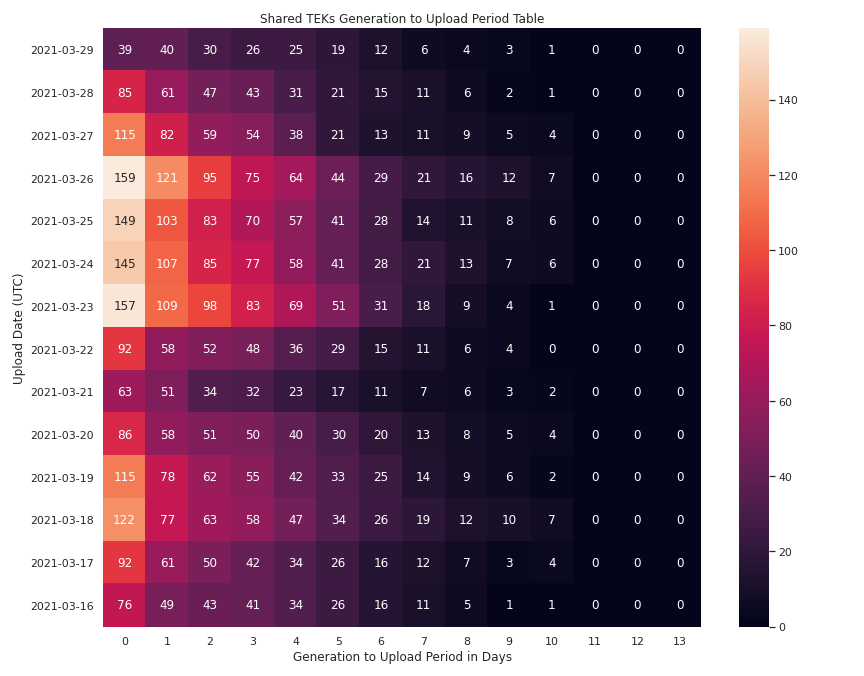 Shared TEKs Generation to Upload Period Table
Upload Date (UTC)
2021-03-29 39 40 30 26 25 19 12 6 4 3 1 0 0 0
2021-03-28 85 61 47 43 31 21 15 11 6 2 1 0 0 0
2021-03-27 115 82 59 54 38 21 13 11 9 5 4 0 0 0
2021-03-26 159 121 95 75 64 44 29 21 16 12 7 0 0 0
2021-03-25 149 103 83 70 57 41 28 14 11 8 6 0 0 0
2021-03-24 145 107 85 77 58 41 28 21 13 7 6 0 0 0
2021-03-23 157 109 98 83 69 51 31 18 9 4 1 0 0 0
2021-03-22 92 58 52 48 36 29 15 11 6 4 0 0 0 0
2021-03-21 63 51 34 32 23 17 11 7 6 3 2 0 0 0
2021-03-20 86 58 51 50 40 30 20 13 8 5 4 0 0 0
2021-03-19 115 78 62 55 42 33 25 14 9 6 2 0 0 0
2021-03-18 122 77 63 58 47 34 26 19 12 10 7 0 0 0
2021-03-17 92 61 50 42 34 26 16 12 7 3 4 0 0 0
2021-03-16 76 49 43 41 34 26 16 11 5 1 1 0 0 0
0 1 2 3 4 5 6 7 8 9 10 11 12 13
Generation to Upload Period in Days
140
120
100
80
60
40
20
0